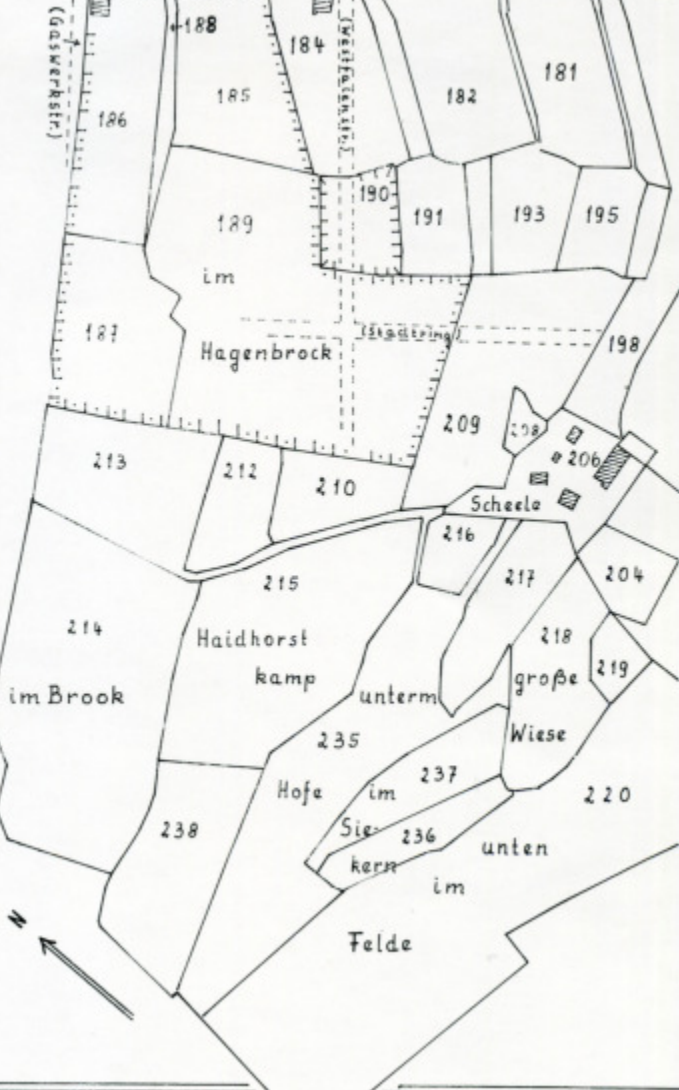 (Gaswerkstr.)
188
184
(Westfalenstr.)
186
185
182
181
190
189
191
193
195
im
187
(Stadtring)
Hagenbrock
198
209
208
206
213
212
210
Scheele
216
215
217
204
214
Haidhorst
kamp
218
219
im Brook
unterm
große
235
Wiese
237
Hofe
im
220
238
Sie-
236
kern
unten
im
N
Felde